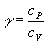 γ = c_P / c_V